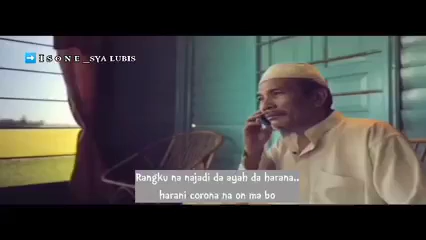 ➡️ I S O N E _SYA LUBIS
Rangku na najadi da ayah da harana..
harani corona na on ma bo